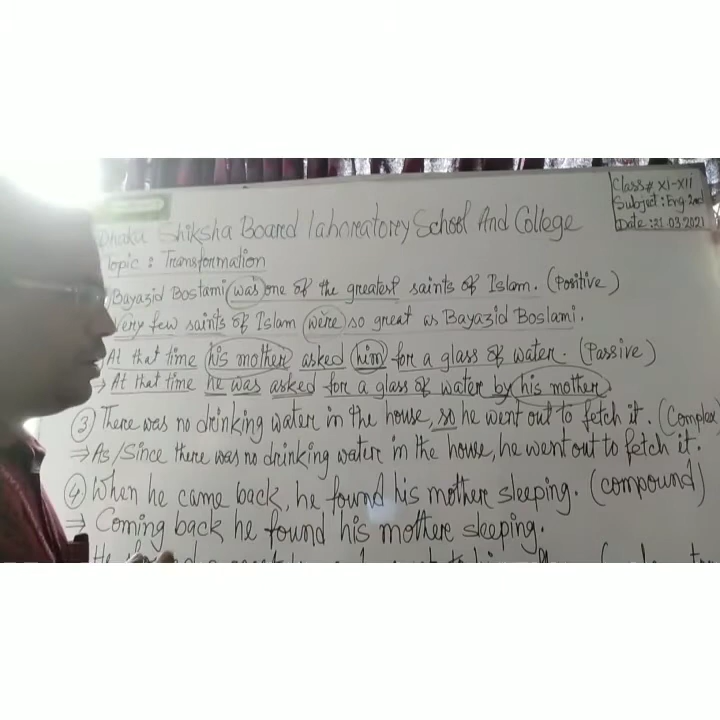 Class# XI-XII
Subject: Eng 2nd
Date: 21.03.2021
Dhaka Shiksha Board Laboratory School And College
Topic: Transformation
Bayazid Bostami was one of the greatest saints of Islam. (Positive)
Very few saints of Islam were so great as Bayazid Boslami.
At that time his mother asked him for a glass of water. (Passive)
→ At that time he was asked for a glass of water by his mother.
③ There was no drinking water in the house, so he went out to fetch it. (Complex)
⇒ As/Since there was no drinking water in the house, he went out to fetch it.
④ When he came back, he found his mother sleeping. (compound)
⇒ Coming back he found his mother sleeping.